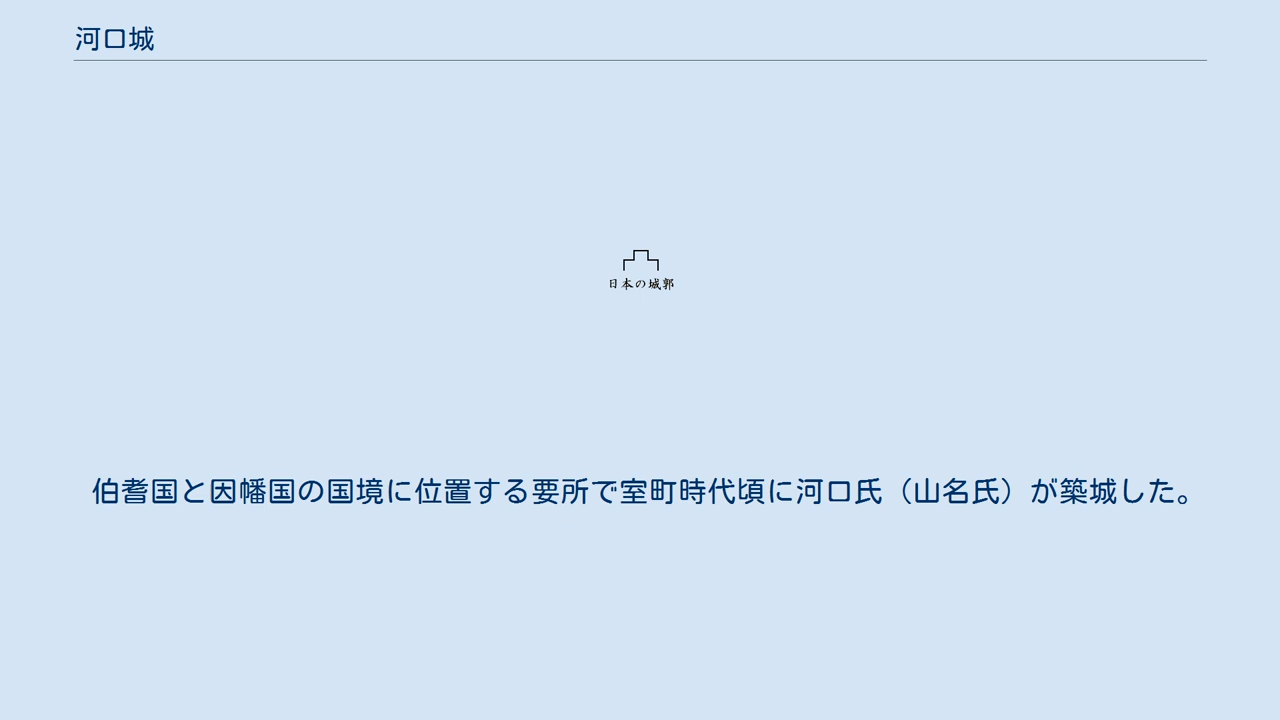 河口城
日本の城郭
伯耆国と因幡国の国境に位置する要所で室町時代頃に河口氏（山名氏）が築城した。